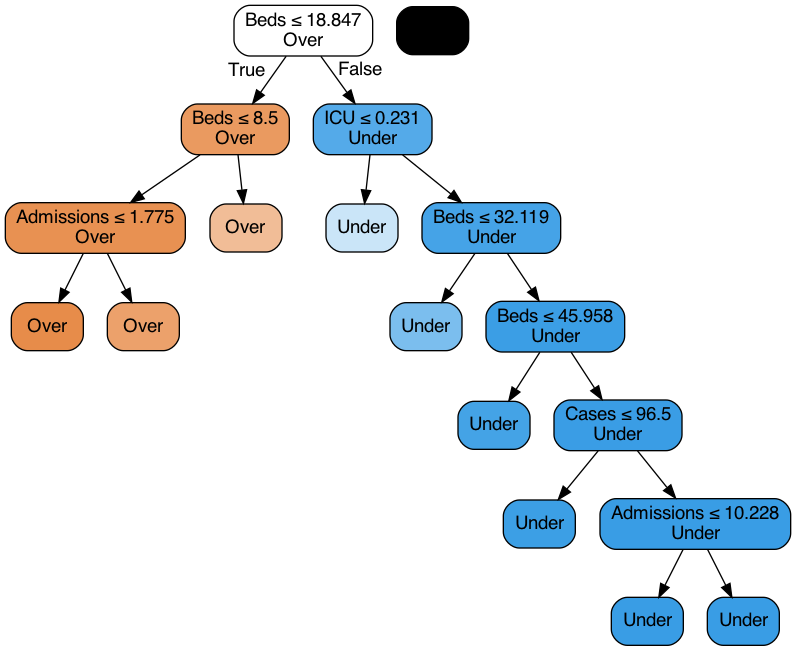 Beds ≤ 18.847
Over
True
False
Beds ≤ 8.5
Over
ICU ≤ 0.231
Under
Admissions ≤ 1.775
Over
Over
Under
Beds ≤ 32.119
Under
Over
Over
Under
Beds ≤ 45.958
Under
Under
Cases ≤ 96.5
Under
Under
Admissions ≤ 10.228
Under
Under
Under